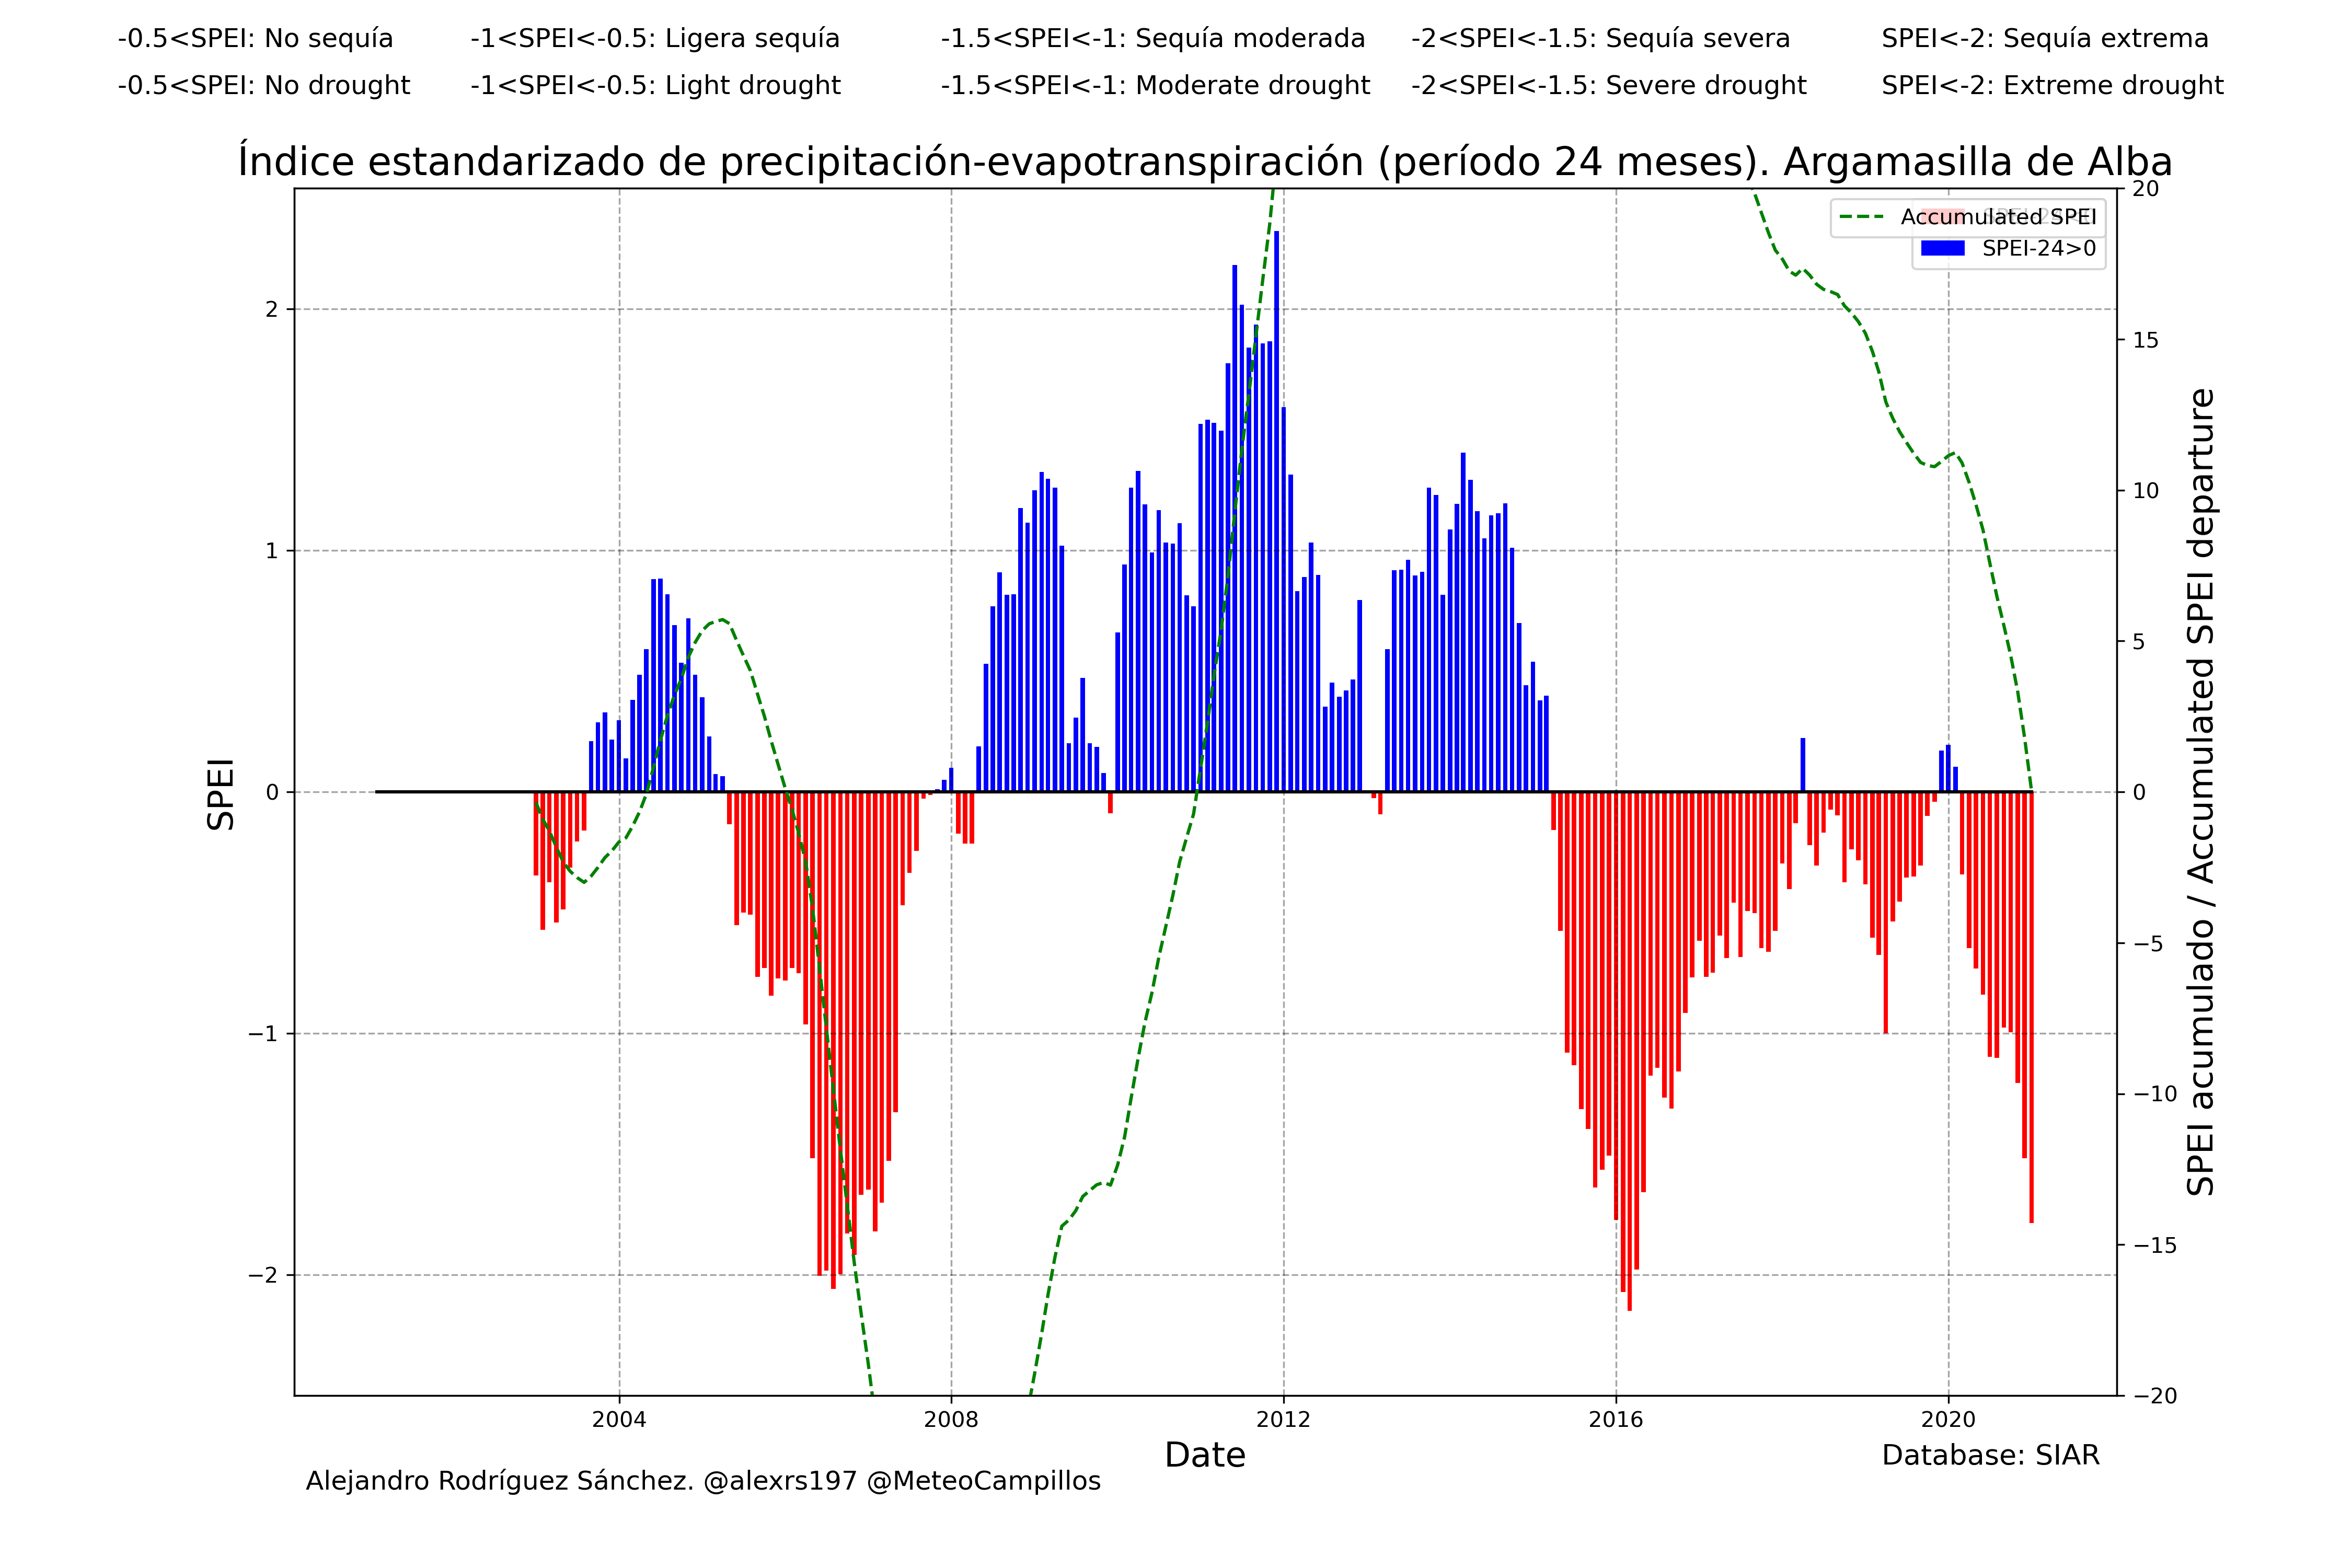 -0.5<SPEI: No sequía -1<SPEI<-0.5: Ligera sequía -1.5<SPEI<-1: Sequía moderada -2<SPEI<-1.5: Sequía severa SPEI<-2: Sequía extrema
-0.5<SPEI: No drought -1<SPEI<-0.5: Light drought -1.5<SPEI<-1: Moderate drought -2<SPEI<-1.5: Severe drought SPEI<-2: Extreme drought
Índice estandarizado de precipitación-evapotranspiración (período 24 meses). Argamasilla de Alba
Accumulated SPEI
SPEI-24>0
SPEI
2
1
0
−1
−2
20
15
10
5
0
−5
−10
−15
−20
SPEI acumulado / Accumulated SPEI departure
2004 2008 2012 2016 2020
Date
Database: SIAR
Alejandro Rodríguez Sánchez. @alexrs197 @MeteoCampillos